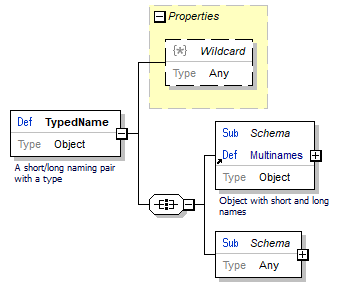 Properties
{*} Wildcard
Type Any
Def TypedName
Type Object
A short/long naming pair
with a type
Sub Schema
Def Multinames
Type Object
Object with short and long
names
Sub Schema
Type Any